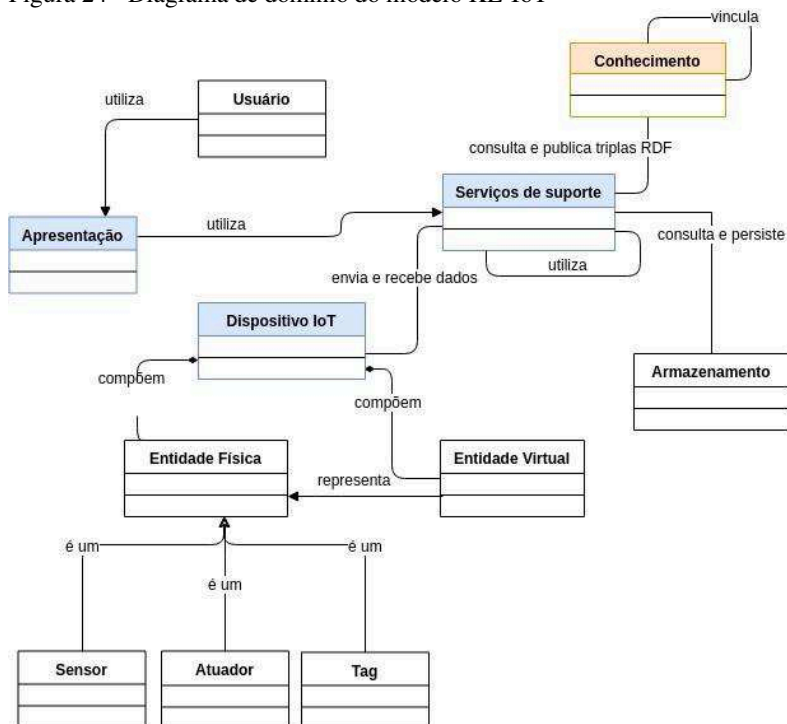 Figura 24 - Diagrama de domínio do modelo KL-IoT
vincula
Conhecimento
utiliza
Usuário
consulta e publica triplas RDF
Serviços de suporte
Apresentação
utiliza
consulta e persiste
utiliza
envia e recebe dados
Dispositivo IoT
compõem
Armazenamento
compõem
Entidade Física
Entidade Virtual
representa
é um
é um
é um
Sensor
Atuador
Tag